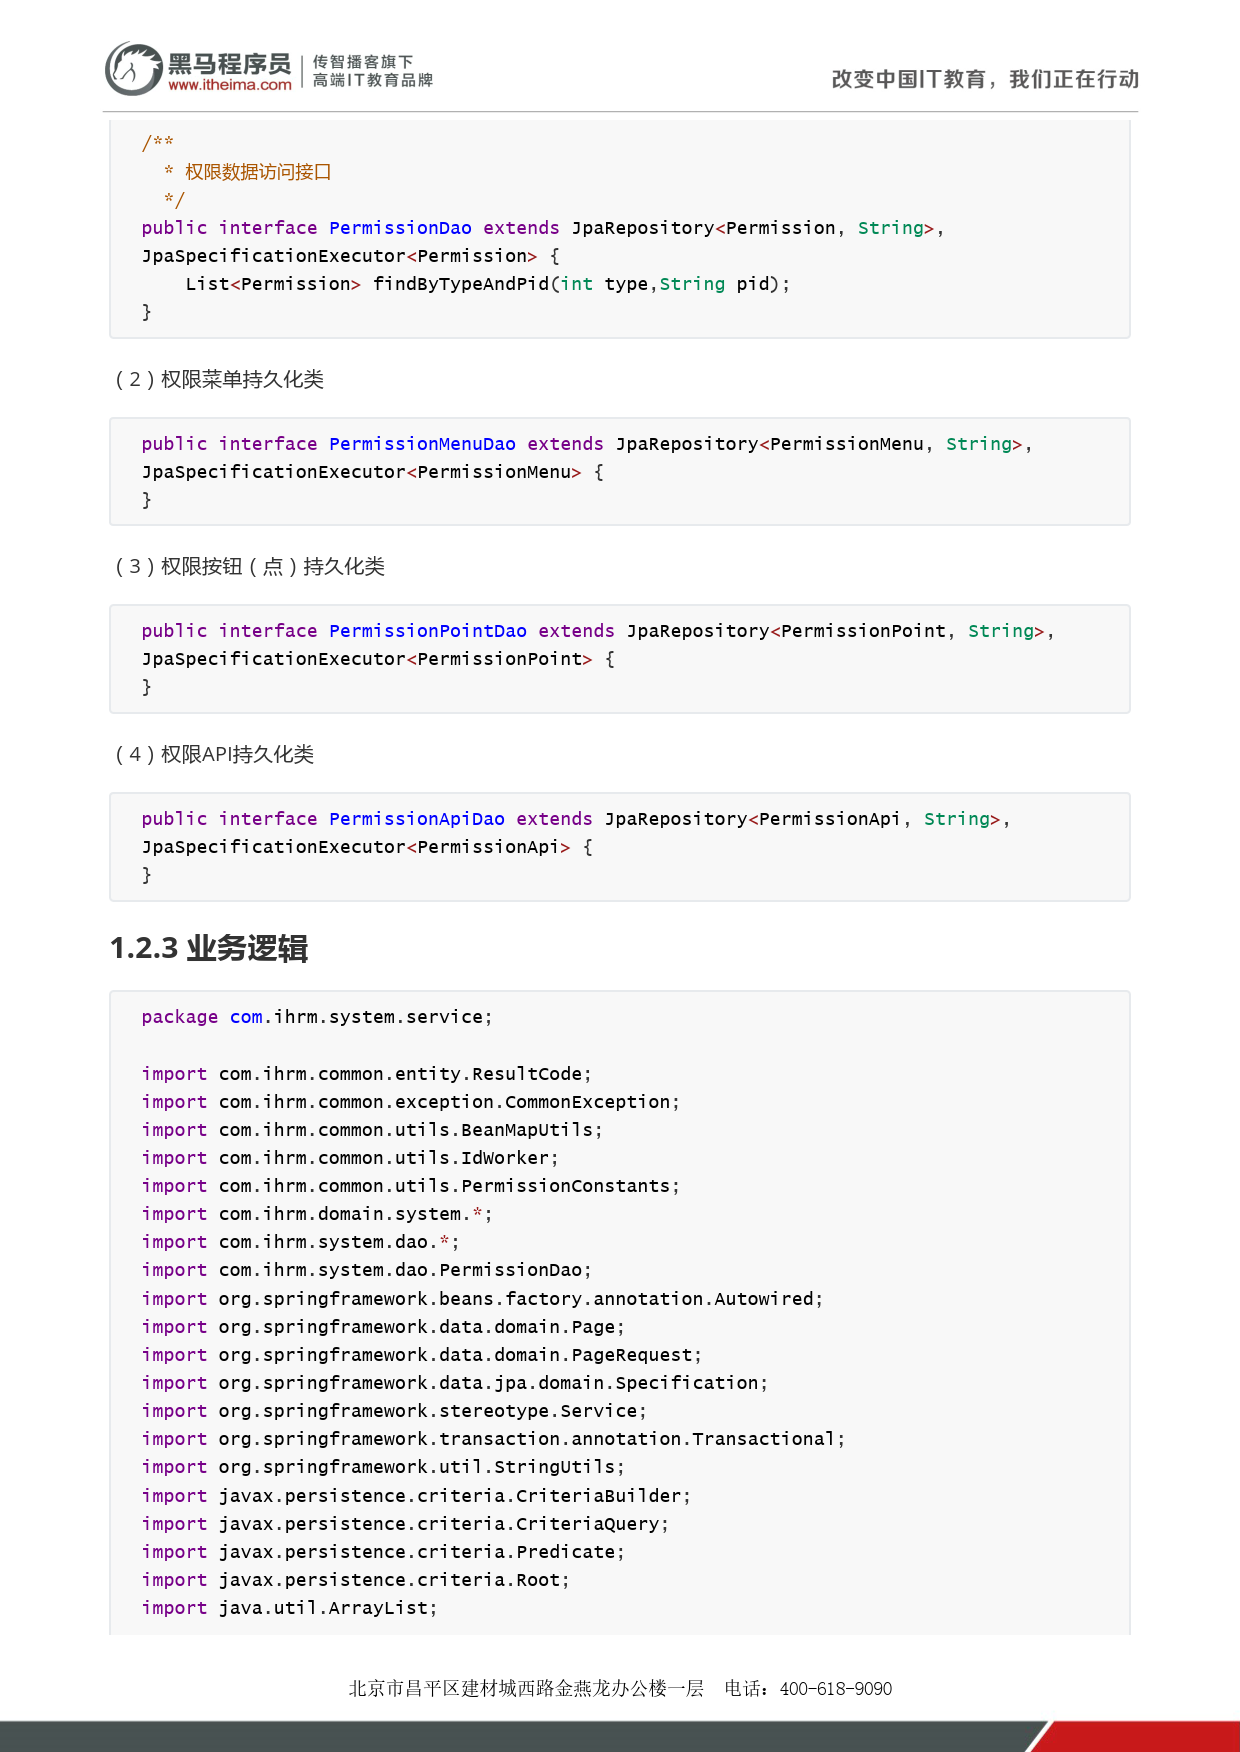 黑马程序员
www.itheima.com
传智播客旗下
高端IT教育品牌
改变中国IT教育，我们正在行动
/**
  * 权限数据访问接口
  */
public interface PermissionDao extends JpaRepository<Permission, String>,
JpaSpecificationExecutor<Permission> {
    List<Permission> findByTypeAndPid(int type,String pid);
}
（2）权限菜单持久化类
public interface PermissionMenuDao extends JpaRepository<PermissionMenu, String>,
JpaSpecificationExecutor<PermissionMenu> {
}
（3）权限按钮（点）持久化类
public interface PermissionPointDao extends JpaRepository<PermissionPoint, String>,
JpaSpecificationExecutor<PermissionPoint> {
}
（4）权限API持久化类
public interface PermissionApiDao extends JpaRepository<PermissionApi, String>,
JpaSpecificationExecutor<PermissionApi> {
}
1.2.3 业务逻辑
package com.ihrm.system.service;
import com.ihrm.common.entity.ResultCode;
import com.ihrm.common.exception.CommonException;
import com.ihrm.common.utils.BeanMapUtils;
import com.ihrm.common.utils.IdWorker;
import com.ihrm.common.utils.PermissionConstants;
import com.ihrm.domain.system.*;
import com.ihrm.system.dao.*;
import com.ihrm.system.dao.PermissionDao;
import org.springframework.beans.factory.annotation.Autowired;
import org.springframework.data.domain.Page;
import org.springframework.data.domain.PageRequest;
import org.springframework.data.jpa.domain.Specification;
import org.springframework.stereotype.Service;
import org.springframework.transaction.annotation.Transactional;
import org.springframework.util.StringUtils;
import javax.persistence.criteria.CriteriaBuilder;
import javax.persistence.criteria.CriteriaQuery;
import javax.persistence.criteria.Predicate;
import javax.persistence.criteria.Root;
import java.util.ArrayList;
北京市昌平区建材城西路金燕龙办公楼一层 电话：400-618-9090